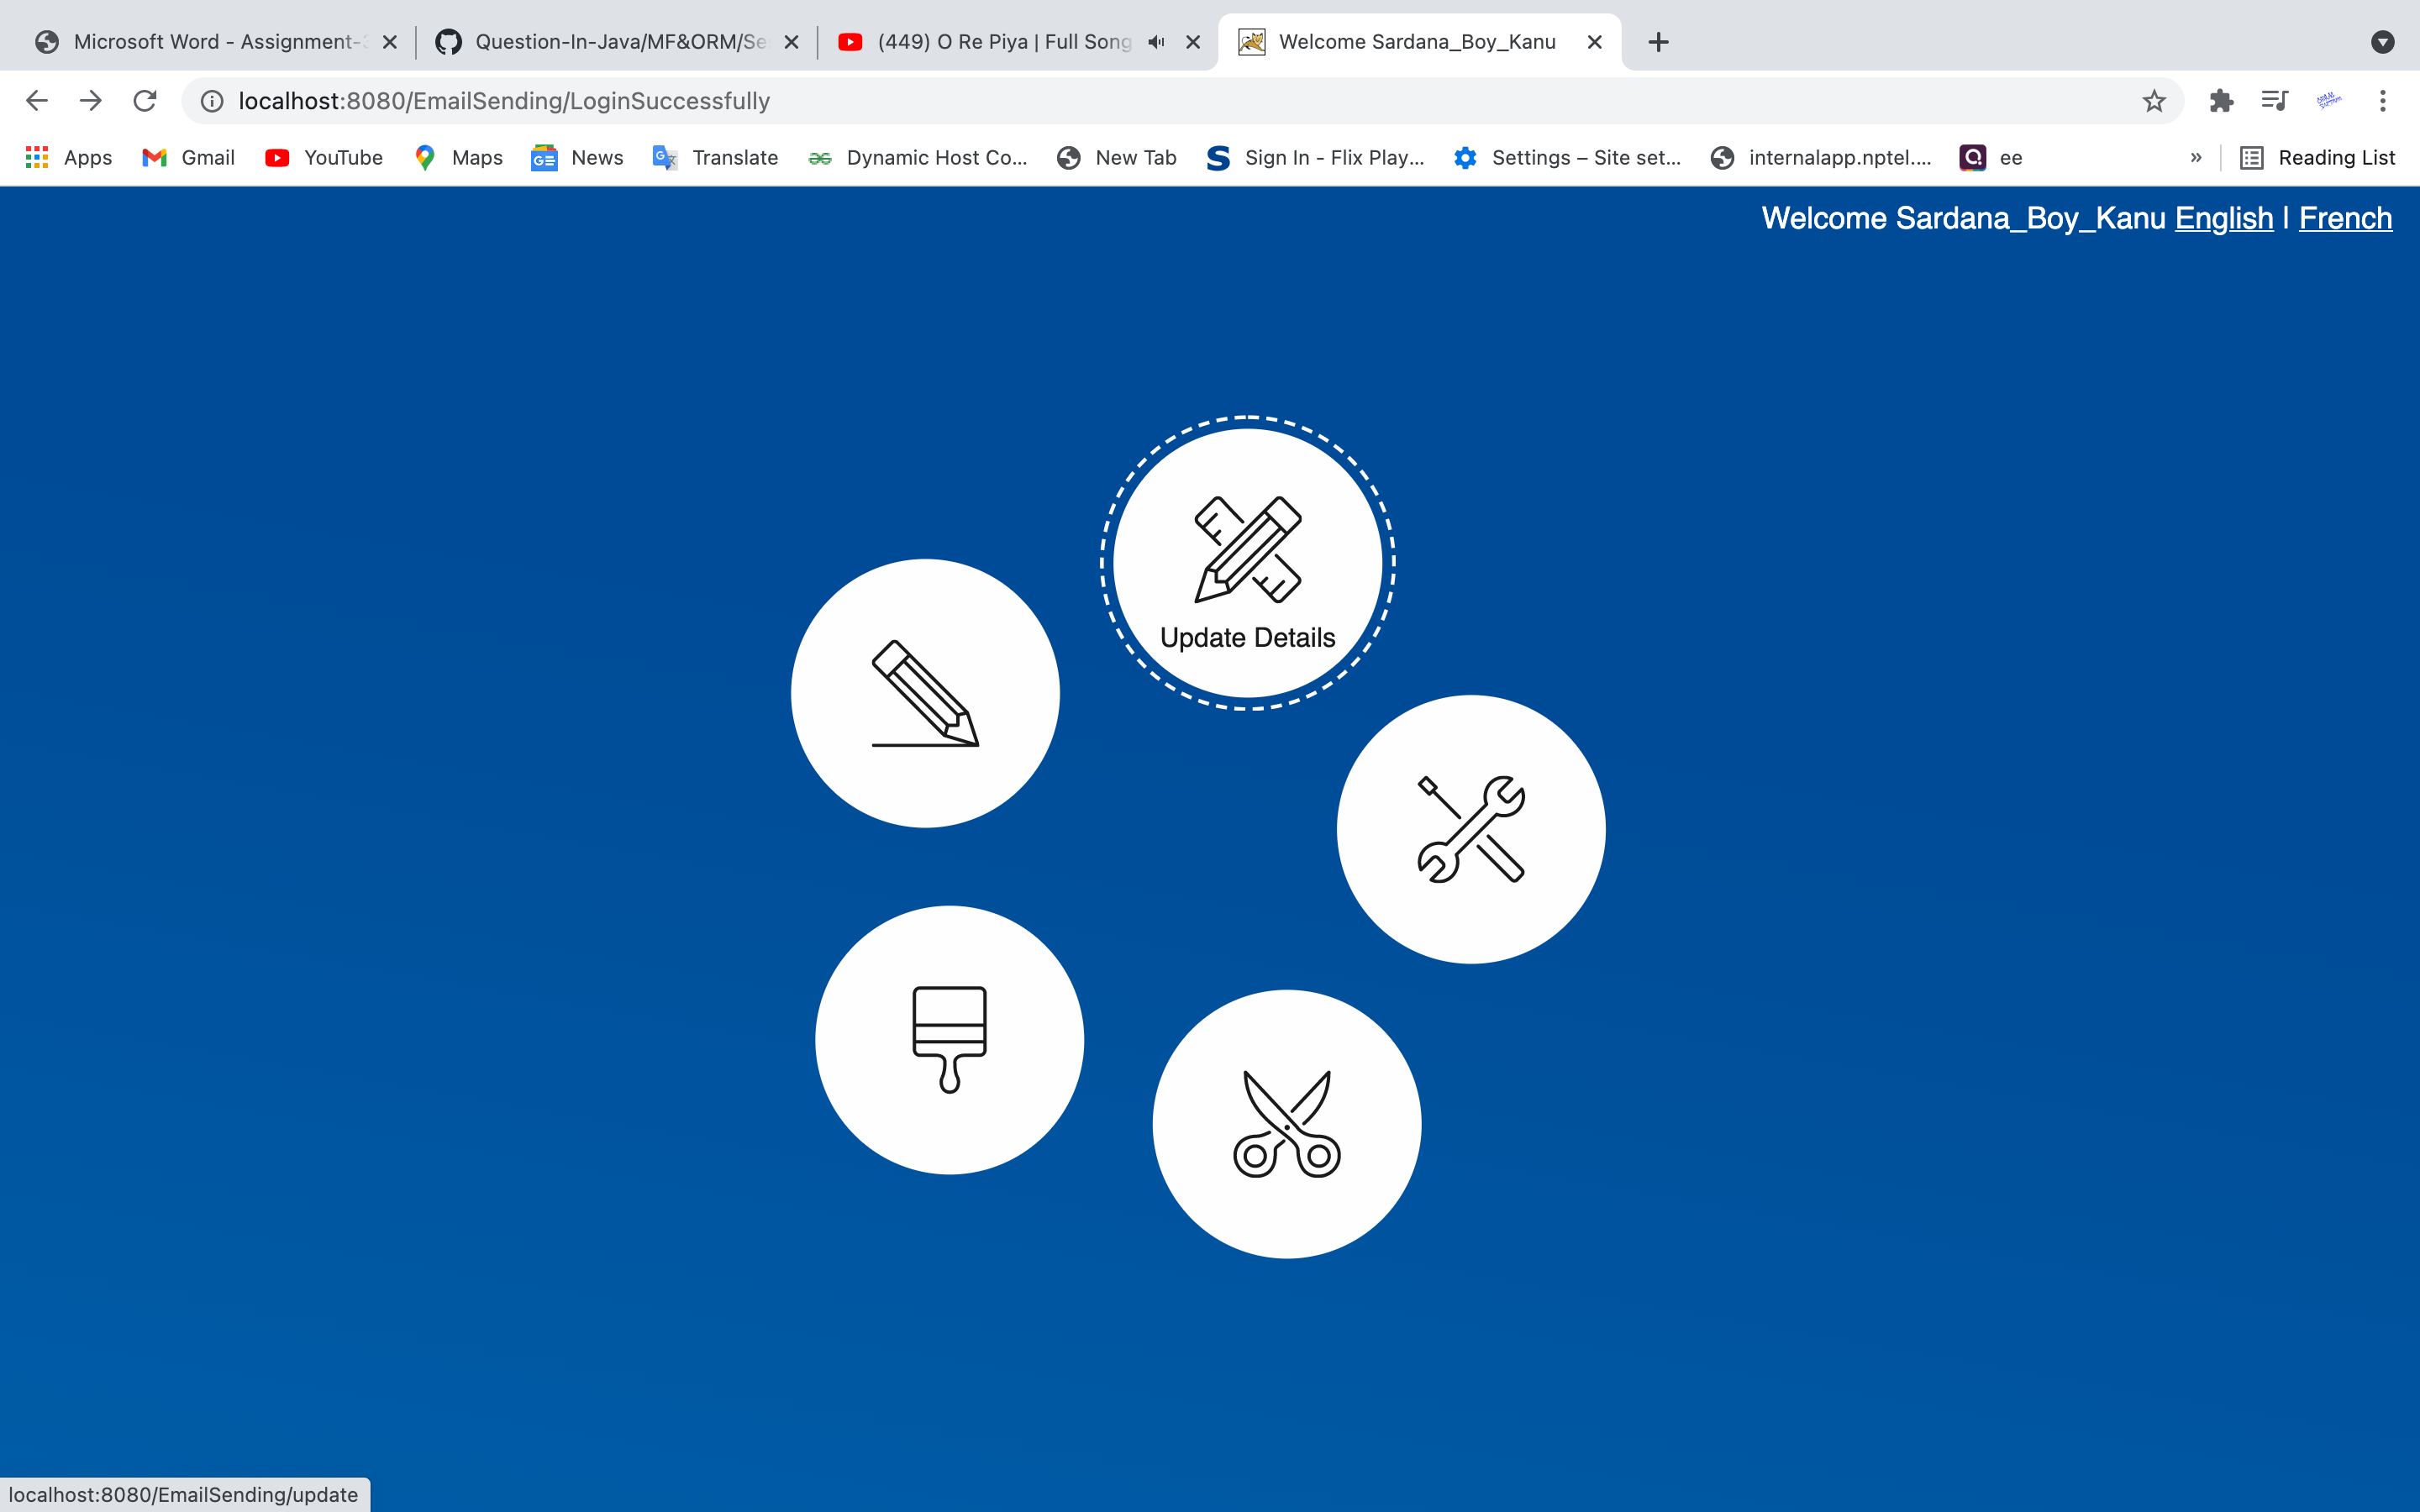 Microsoft Word - Assignment-
Question-In-Java/MF&ORM/Se
(449) O Re Piya | Full Song
Welcome Sardana_Boy_Kanu
localhost:8080/EmailSending/LoginSuccessfully
Apps
Gmail
YouTube
Maps
News
Translate
Dynamic Host Co...
New Tab
Sign In - Flix Play...
Settings – Site set...
internalapp.nptel....
ee
»
Reading List
Welcome Sardana_Boy_Kanu English | French
Update Details
localhost:8080/EmailSending/update